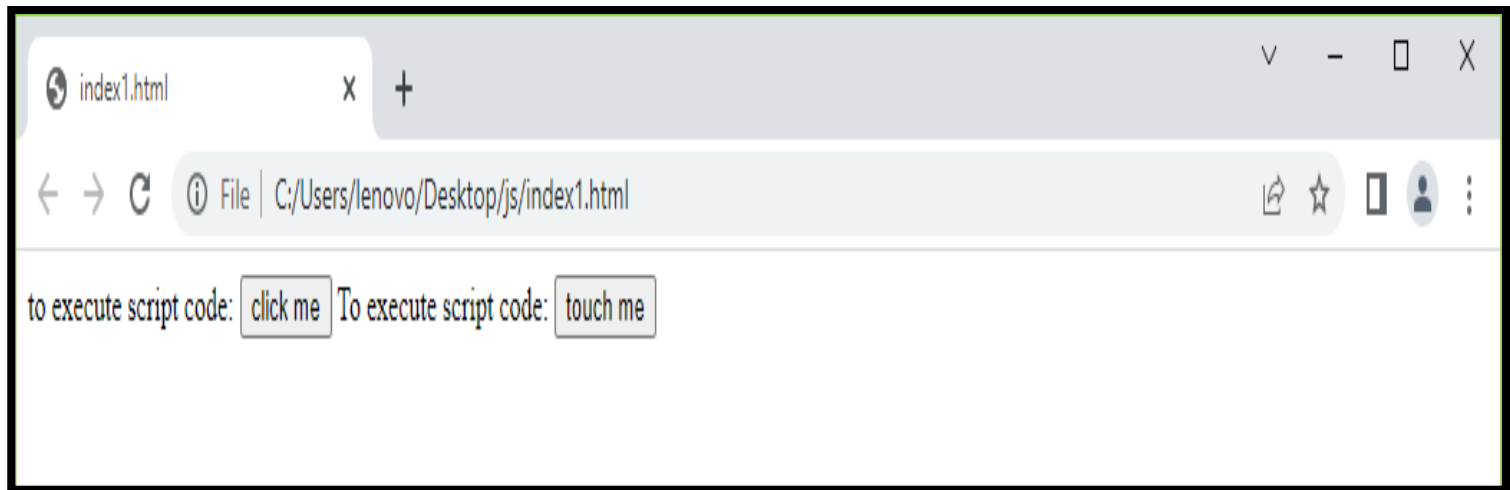 index1.html
File C:/Users/lenovo/Desktop/js/index1.html
to execute script code: click me To execute script code: touch me